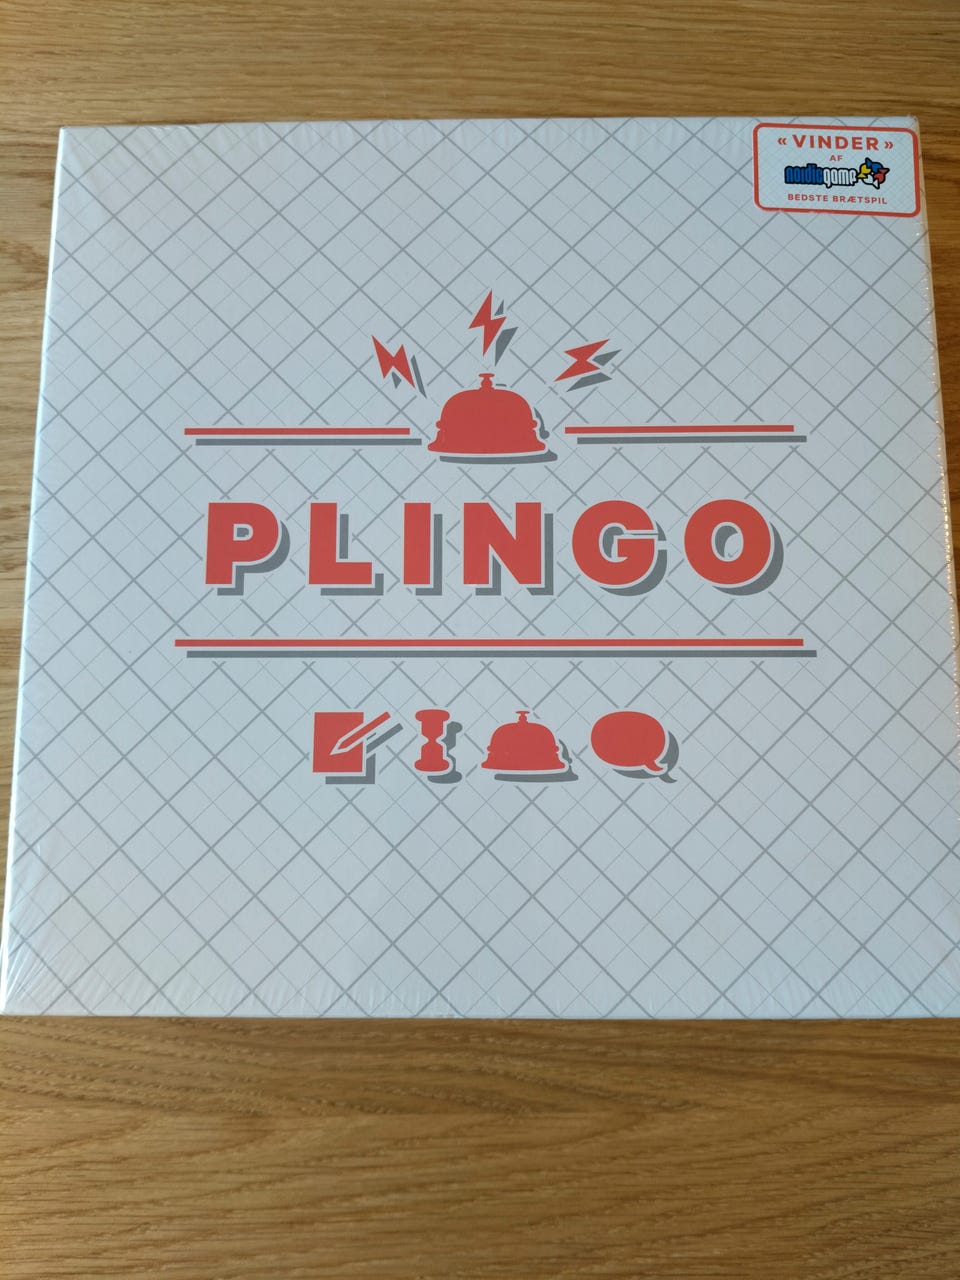 « VINDER »
AF
nordicgame
BEDSTE BRÆTSPIL
PLINGO